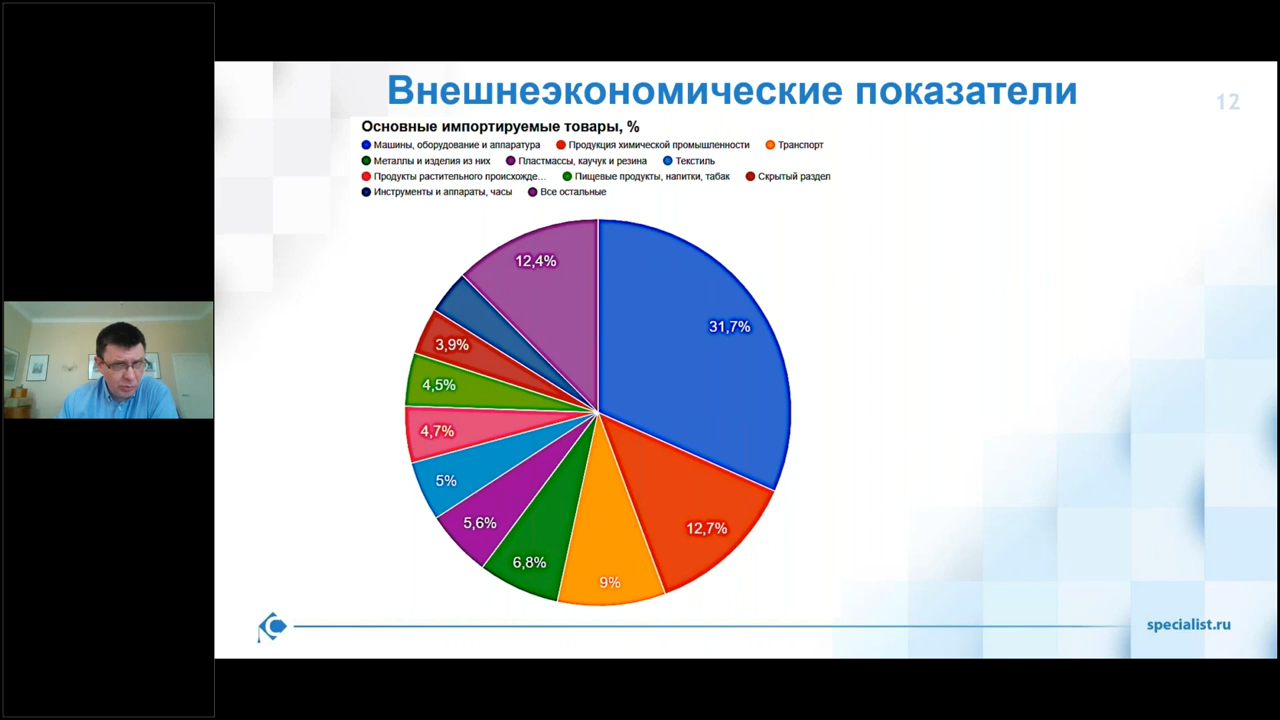 Внешнеэкономические показатели
12
Основные импортируемые товары, %
Машины, оборудование и аппаратура Продукция химической промышленности Транспорт
Металлы и изделия из них Пластмассы, каучук и резина Текстиль
Продукты растительного происхожде... Пищевые продукты, напитки, табак Скрытый раздел
Инструменты и аппараты, часы Все остальные
12,4%
31,7%
3,9%
4,5%
4,7%
5%
5,6%
12,7%
6,8%
9%
specialist.ru